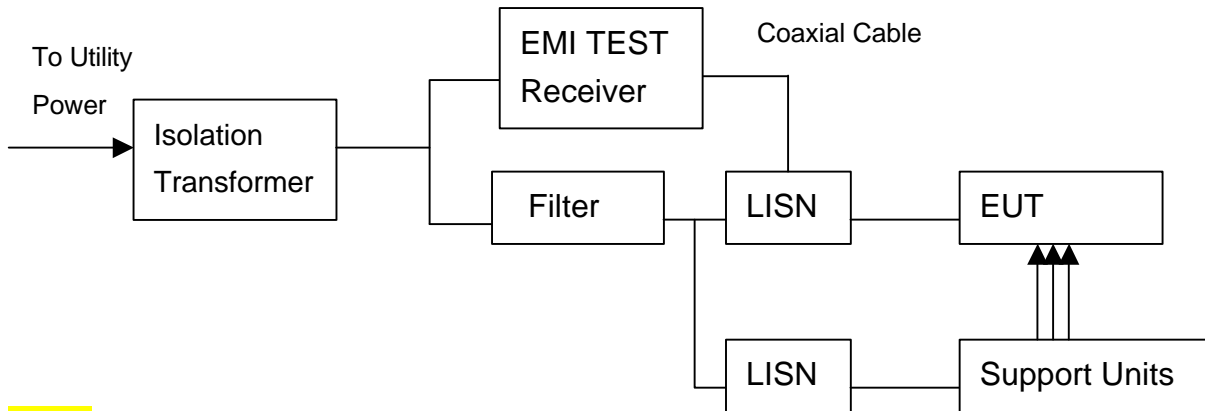 To Utility
Power
Isolation
Transformer
EMI TEST
Receiver
Coaxial Cable
Filter
LISN
EUT
LISN
Support Units